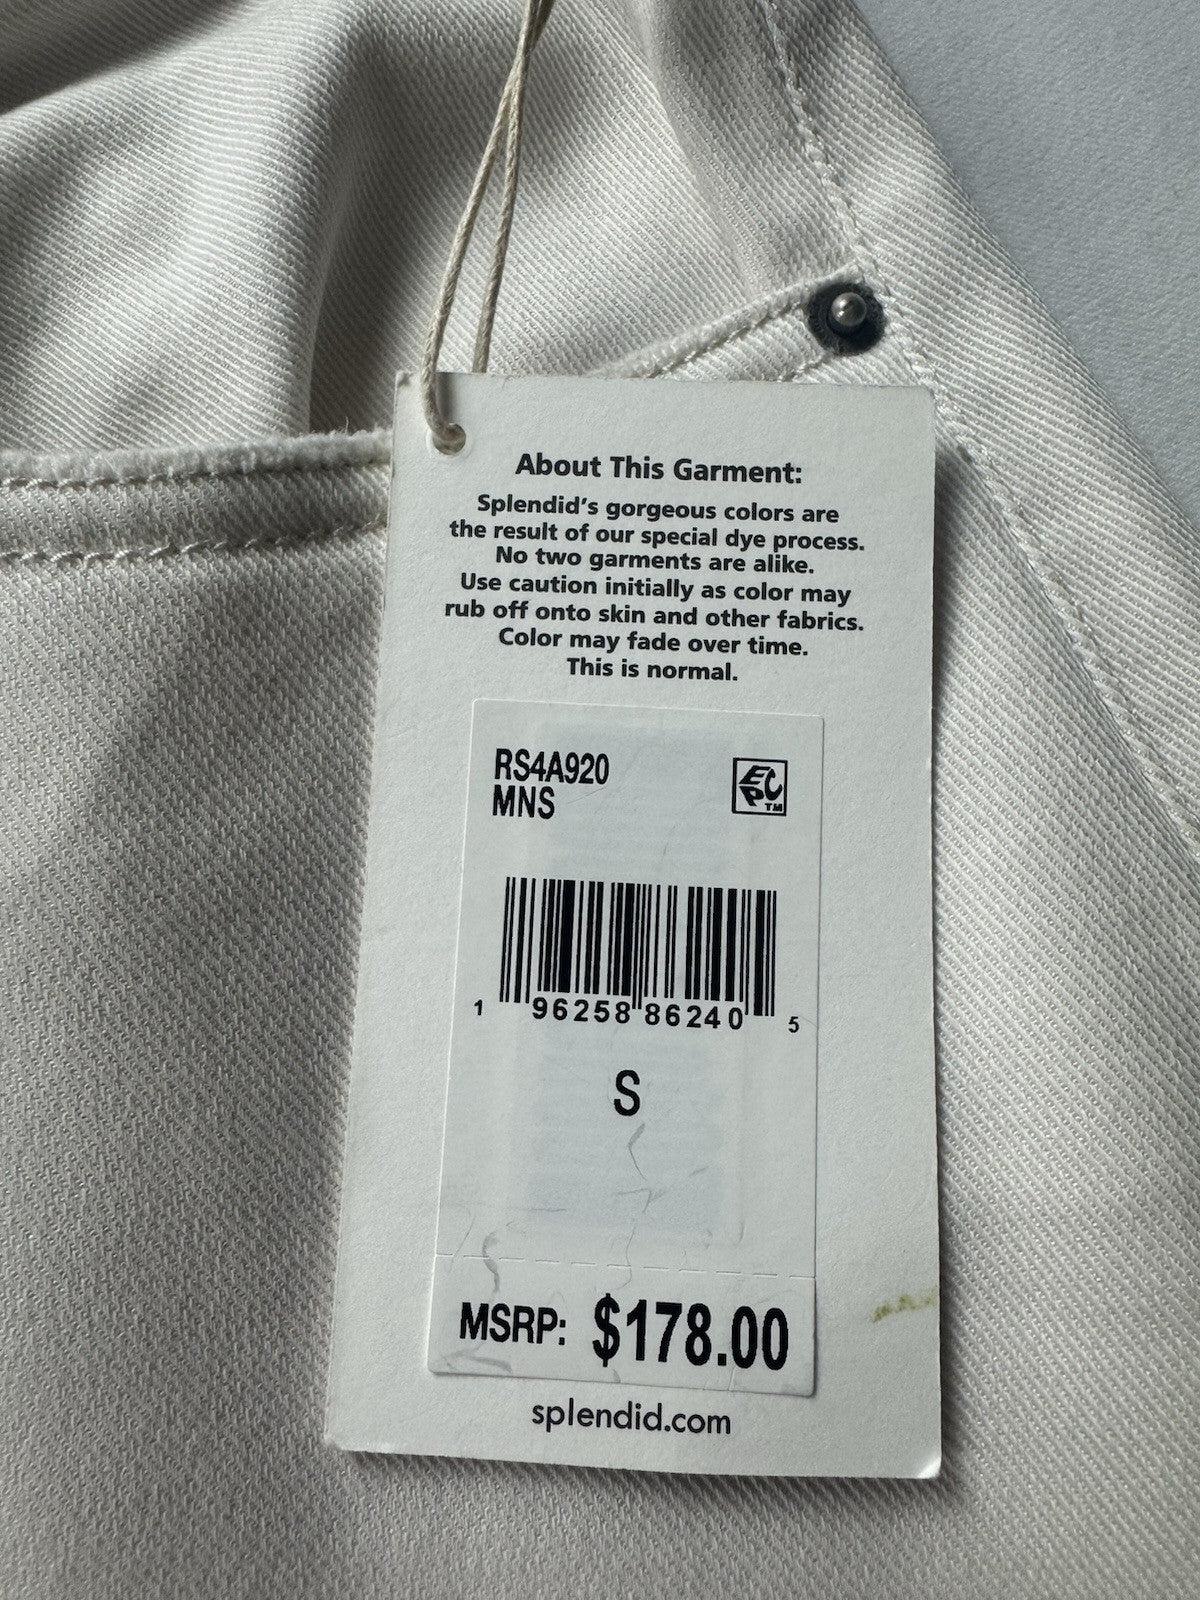 About This Garment:
Splendid's gorgeous colors are
the result of our special dye process.
No two garments are alike.
Use caution initially as color may
rub off onto skin and other fabrics.
Color may fade over time.
This is normal.
RS4A920
MNS
ECP™
1 96258 86240 5
S
MSRP: $178.00
splendid.com